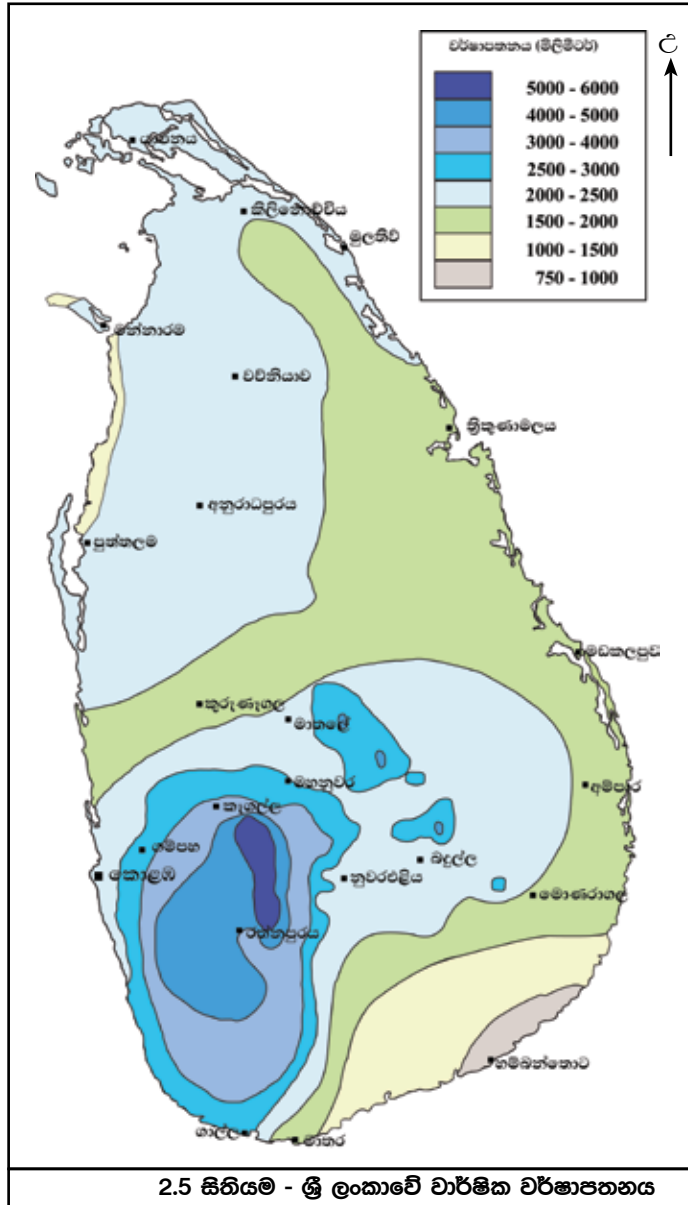 වර්ෂාපතනය (මිලිමීටර්)
උ
5000 - 6000
4000 - 5000
3000 - 4000
2500 - 3000
2000 - 2500
1500 - 2000
1000 - 1500
750 - 1000
යාපනය
කිලිනොච්චිය
මුලතිව්
මන්නාරම
වව්නියාව
ත්‍රිකුණාමලය
අනුරාධපුරය
පුත්තලම
මඩකලපුව
කුරුණෑගල
මාතලේ
මහනුවර
අම්පාර
කෑගල්ල
ගම්පහ
බදුල්ල
කොළඹ
නුවරඑළිය
මොණරාගල
රත්නපුරය
හම්බන්තොට
ගාල්ල
මාතර
2.5 සිතියම - ශ්‍රී ලංකාවේ වාර්ෂික වර්ෂාපතනය